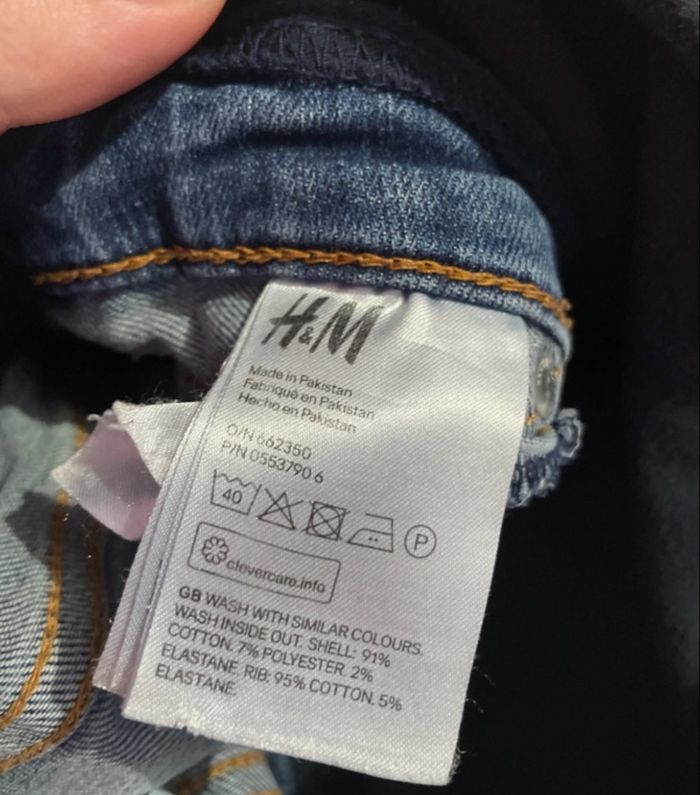 H&M
Made in Pakistan
Fabriqué en Pakistan
Hecho en Pakistan
O/N 662350
P/N 0553790 6
40
P
clevercare.info
GB WASH WITH SIMILAR COLOURS.
WASH INSIDE OUT. SHELL: 91%
COTTON. 7% POLYESTER. 2%
ELASTANE. RIB: 95% COTTON. 5%
ELASTANE.